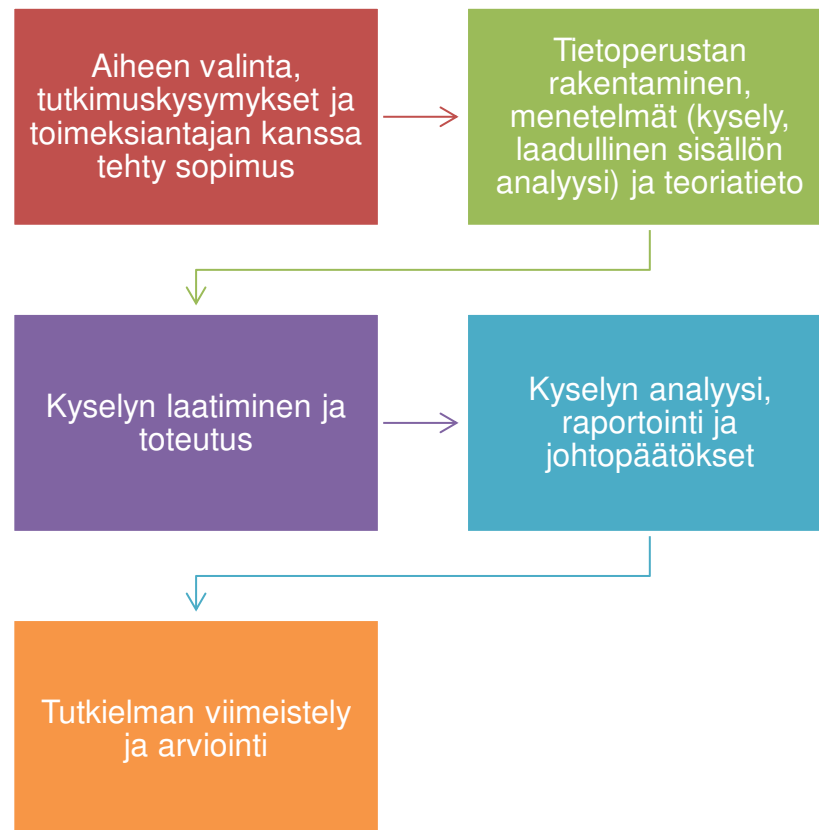 Aiheen valinta,
tutkimuskysymykset ja
toimeksiantajan kanssa
tehty sopimus
Tietoperustan
rakentaminen,
menetelmät (kysely,
laadullinen sisällön
analyysi) ja teoriatieto
Kyselyn laatiminen ja
toteutus
Kyselyn analyysi,
raportointi ja
johtopäätökset
Tutkielman viimeistely
ja arviointi